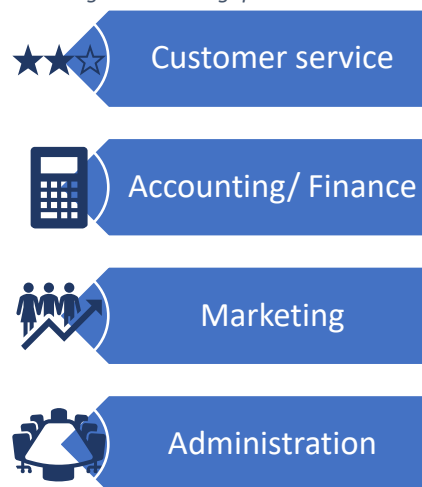 Customer service
Accounting/ Finance
Marketing
Administration